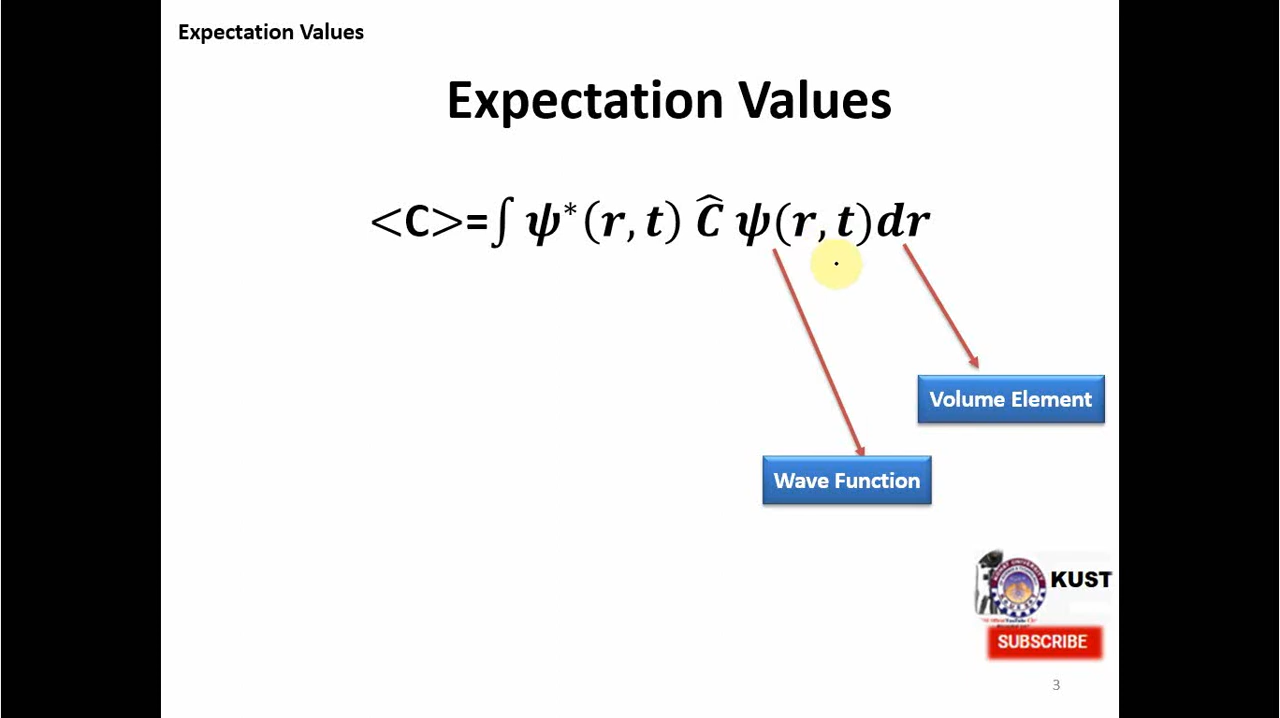 Expectation Values
Expectation Values
<C>=∫ ψ*(r, t) Ĉ ψ(r, t)dr
Volume Element
Wave Function
KUST
SUBSCRIBE
3